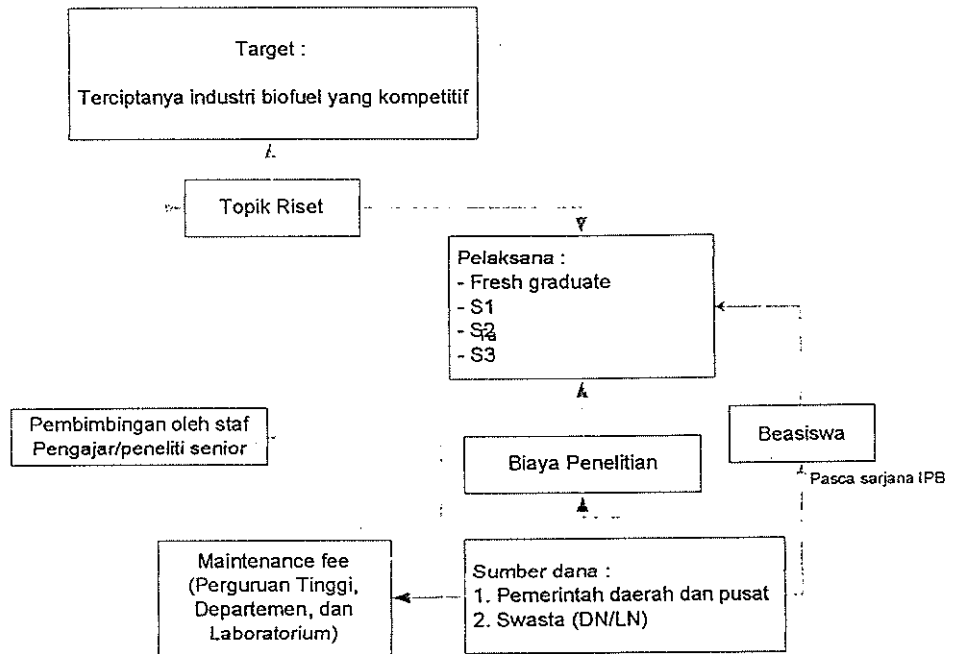 Target :
Terciptanya industri biofuel yang kompetitif
Topik Riset
Pelaksana :
- Fresh graduate
- S1
- S2
- S3
Pembimbingan oleh staf
Pengajar/peneliti senior
Biaya Penelitian
Beasiswa
Pasca sarjana IPB
Maintenance fee
(Perguruan Tinggi,
Departemen, dan
Laboratorium)
Sumber dana :
1. Pemerintah daerah dan pusat
2. Swasta (DN/LN)